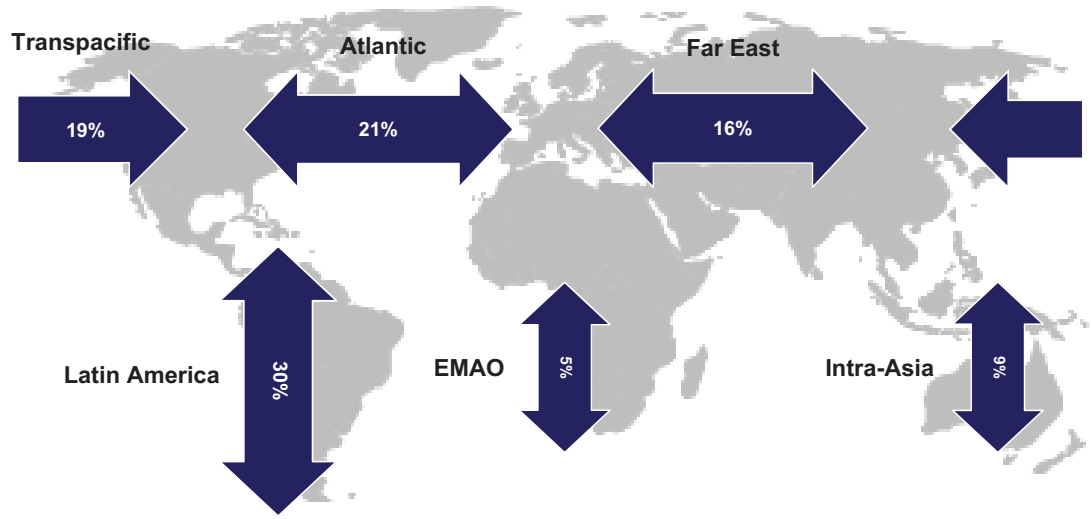 Transpacific
Atlantic
Far East
19%
21%
16%
Latin America
30%
EMAO
5%
Intra-Asia
9%